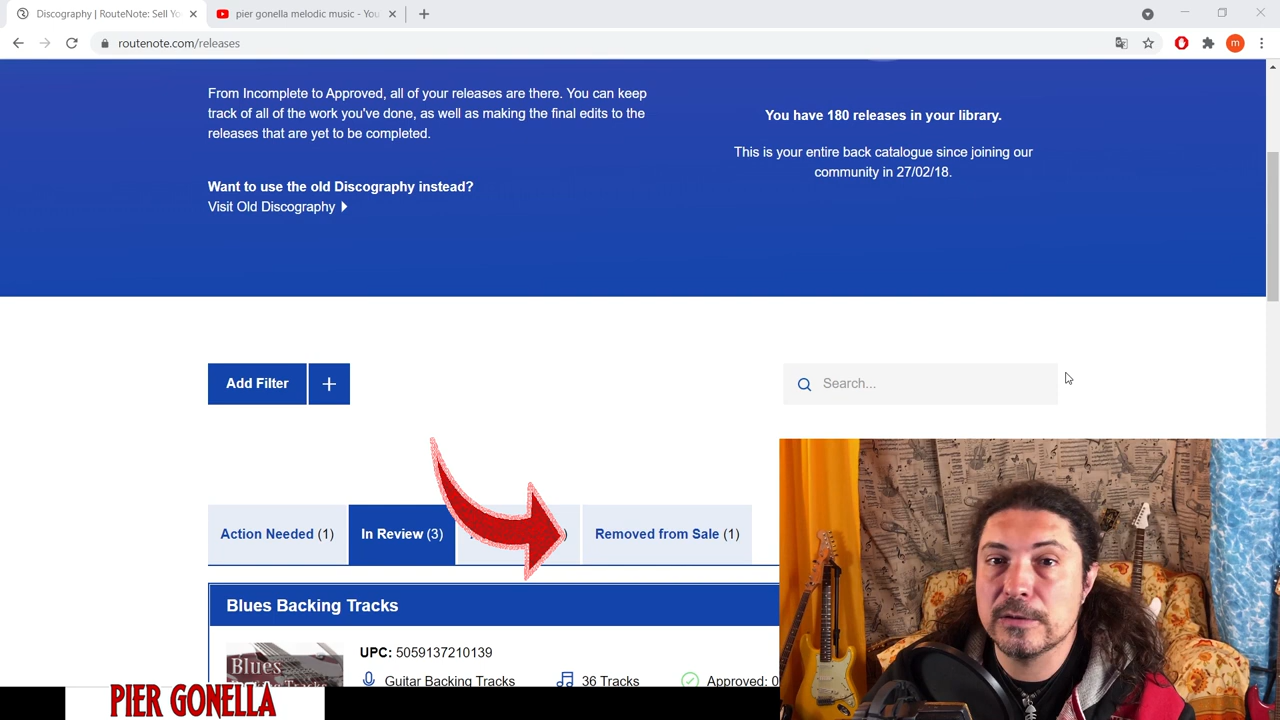 Discography | RouteNote: Sell Yo
pier gonella melodic music - You
routenote.com/releases
m
From Incomplete to Approved, all of your releases are there. You can keep
track of all of the work you've done, as well as making the final edits to the
releases that are yet to be completed.
Want to use the old Discography instead?
Visit Old Discography
You have 180 releases in your library.
This is your entire back catalogue since joining our
community in 27/02/18.
Add Filter +
Search...
Action Needed (1)
In Review (3)
)
Removed from Sale (1)
Blues Backing Tracks
Blues
UPC: 5059137210139
Guitar Backing Tracks
36 Tracks
Approved: 0
PIER GONELLA